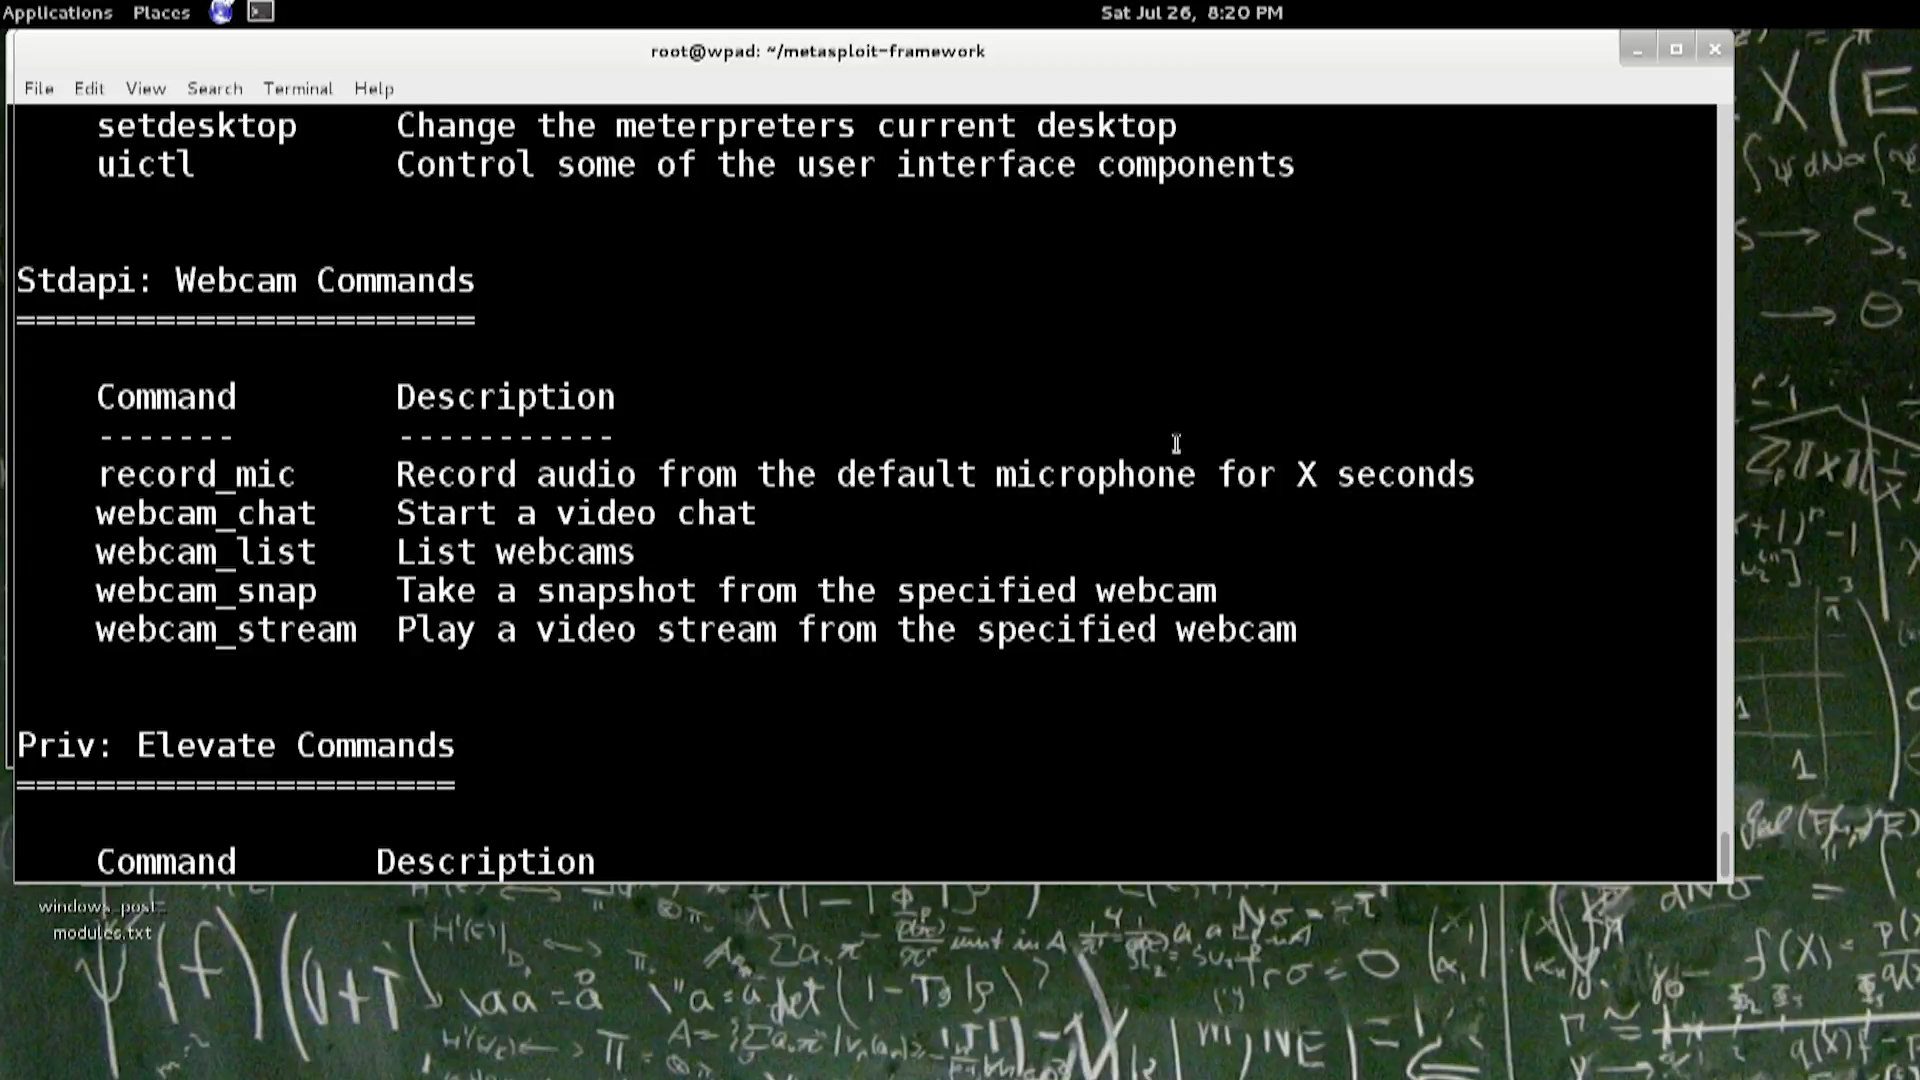 Applications Places Sat Jul 26, 8:20 PM
root@wpad: ~/metasploit-framework
File Edit View Search Terminal Help
setdesktop Change the meterpreters current desktop
uictl Control some of the user interface components
Stdapi: Webcam Commands
=======================
Command Description
------- -----------
record_mic Record audio from the default microphone for X seconds
webcam_chat Start a video chat
webcam_list List webcams
webcam_snap Take a snapshot from the specified webcam
webcam_stream Play a video stream from the specified webcam
Priv: Elevate Commands
======================
Command Description
windows_post_
modules.txt